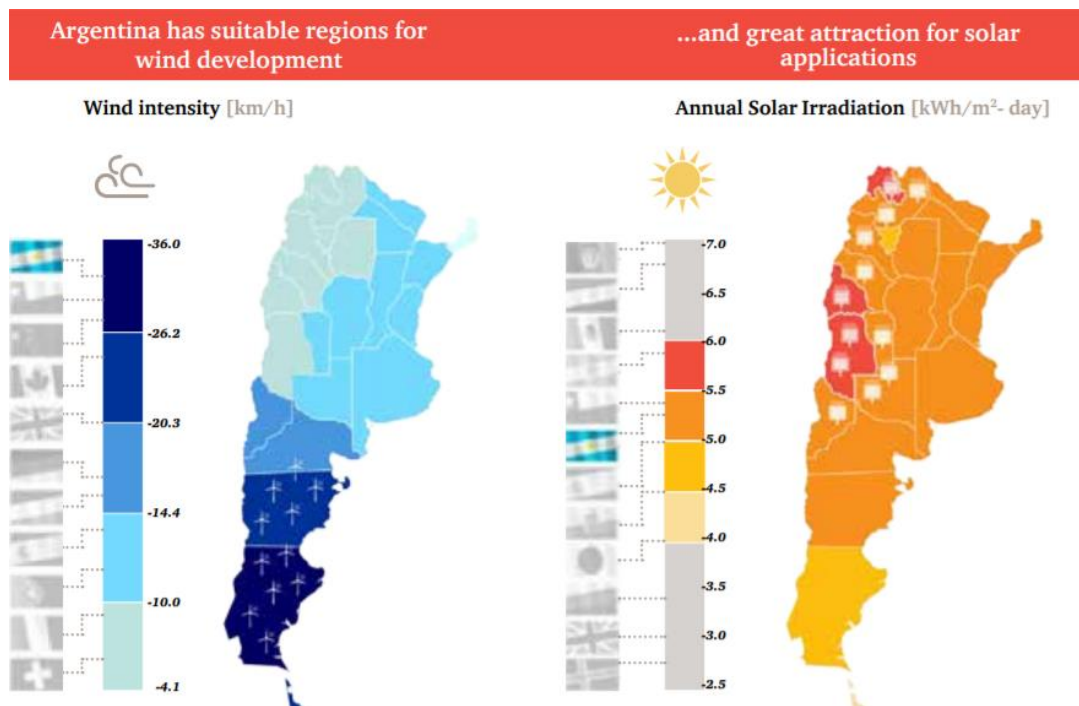 Argentina has suitable regions for
wind development
...and great attraction for solar
applications
Wind intensity [km/h]
Annual Solar Irradiation [kWh/m²- day]
-36.0
-26.2
-20.3
-14.4
-10.0
-4.1
-7.0
-6.5
-6.0
-5.5
-5.0
-4.5
-4.0
-3.5
-3.0
-2.5